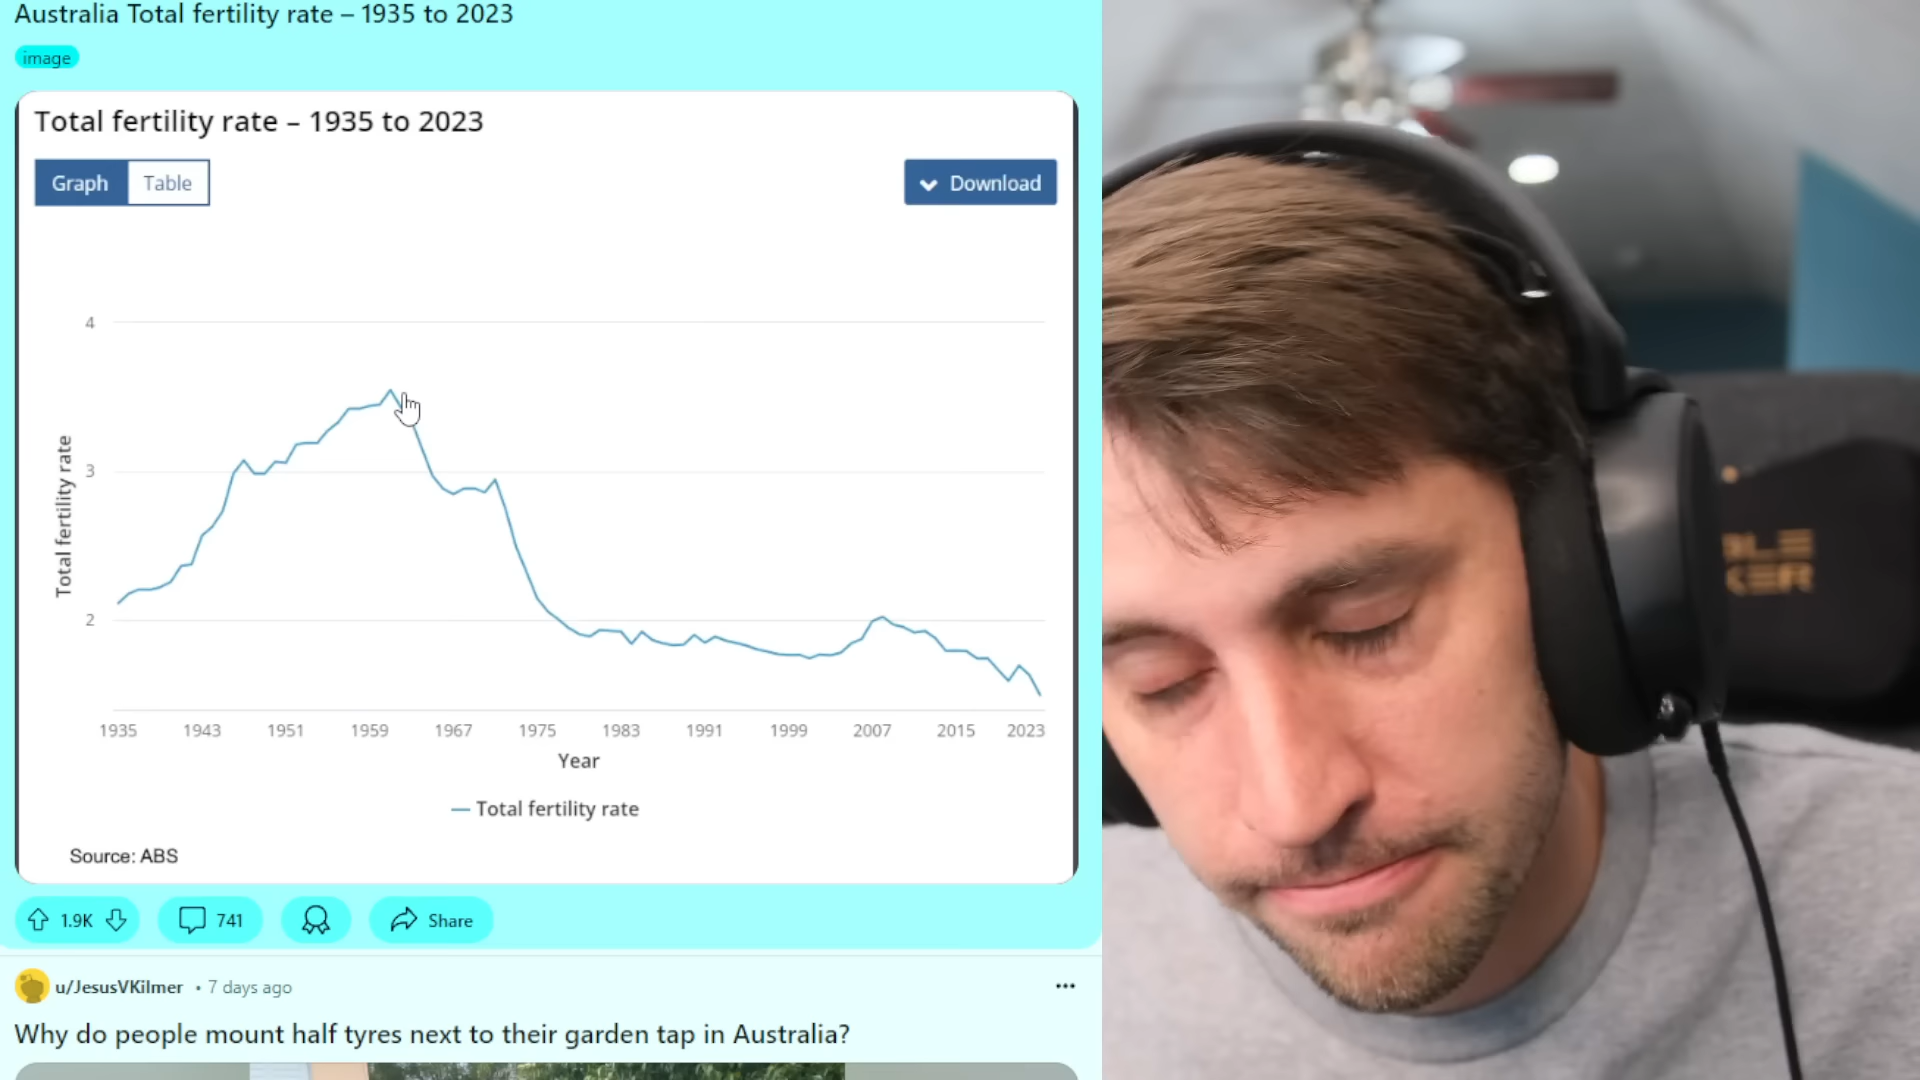 Australia Total fertility rate – 1935 to 2023
image
Total fertility rate – 1935 to 2023
Graph Table Download
4
3
2
Total fertility rate
1935 1943 1951 1959 1967 1975 1983 1991 1999 2007 2015 2023
Year
Total fertility rate
Source: ABS
1.9K 741 Share
u/JesusVKilmer • 7 days ago
Why do people mount half tyres next to their garden tap in Australia?